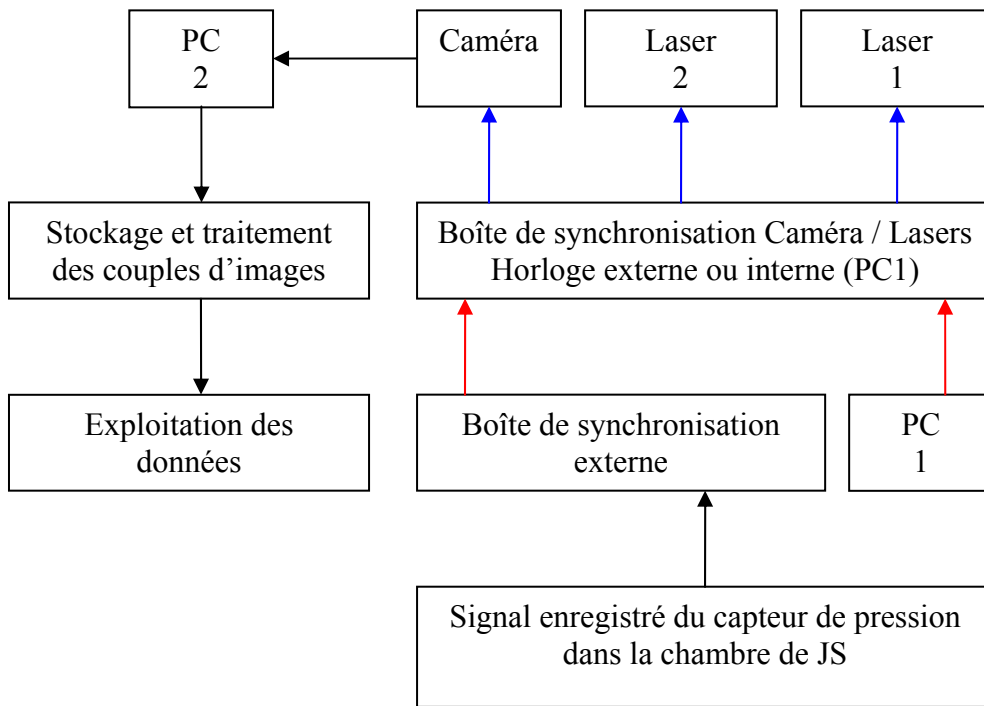 PC
2
Caméra
Laser
2
Laser
1
Stockage et traitement
des couples d’images
Boîte de synchronisation Caméra / Lasers
Horloge externe ou interne (PC1)
Exploitation des
données
Boîte de synchronisation
externe
PC
1
Signal enregistré du capteur de pression
dans la chambre de JS